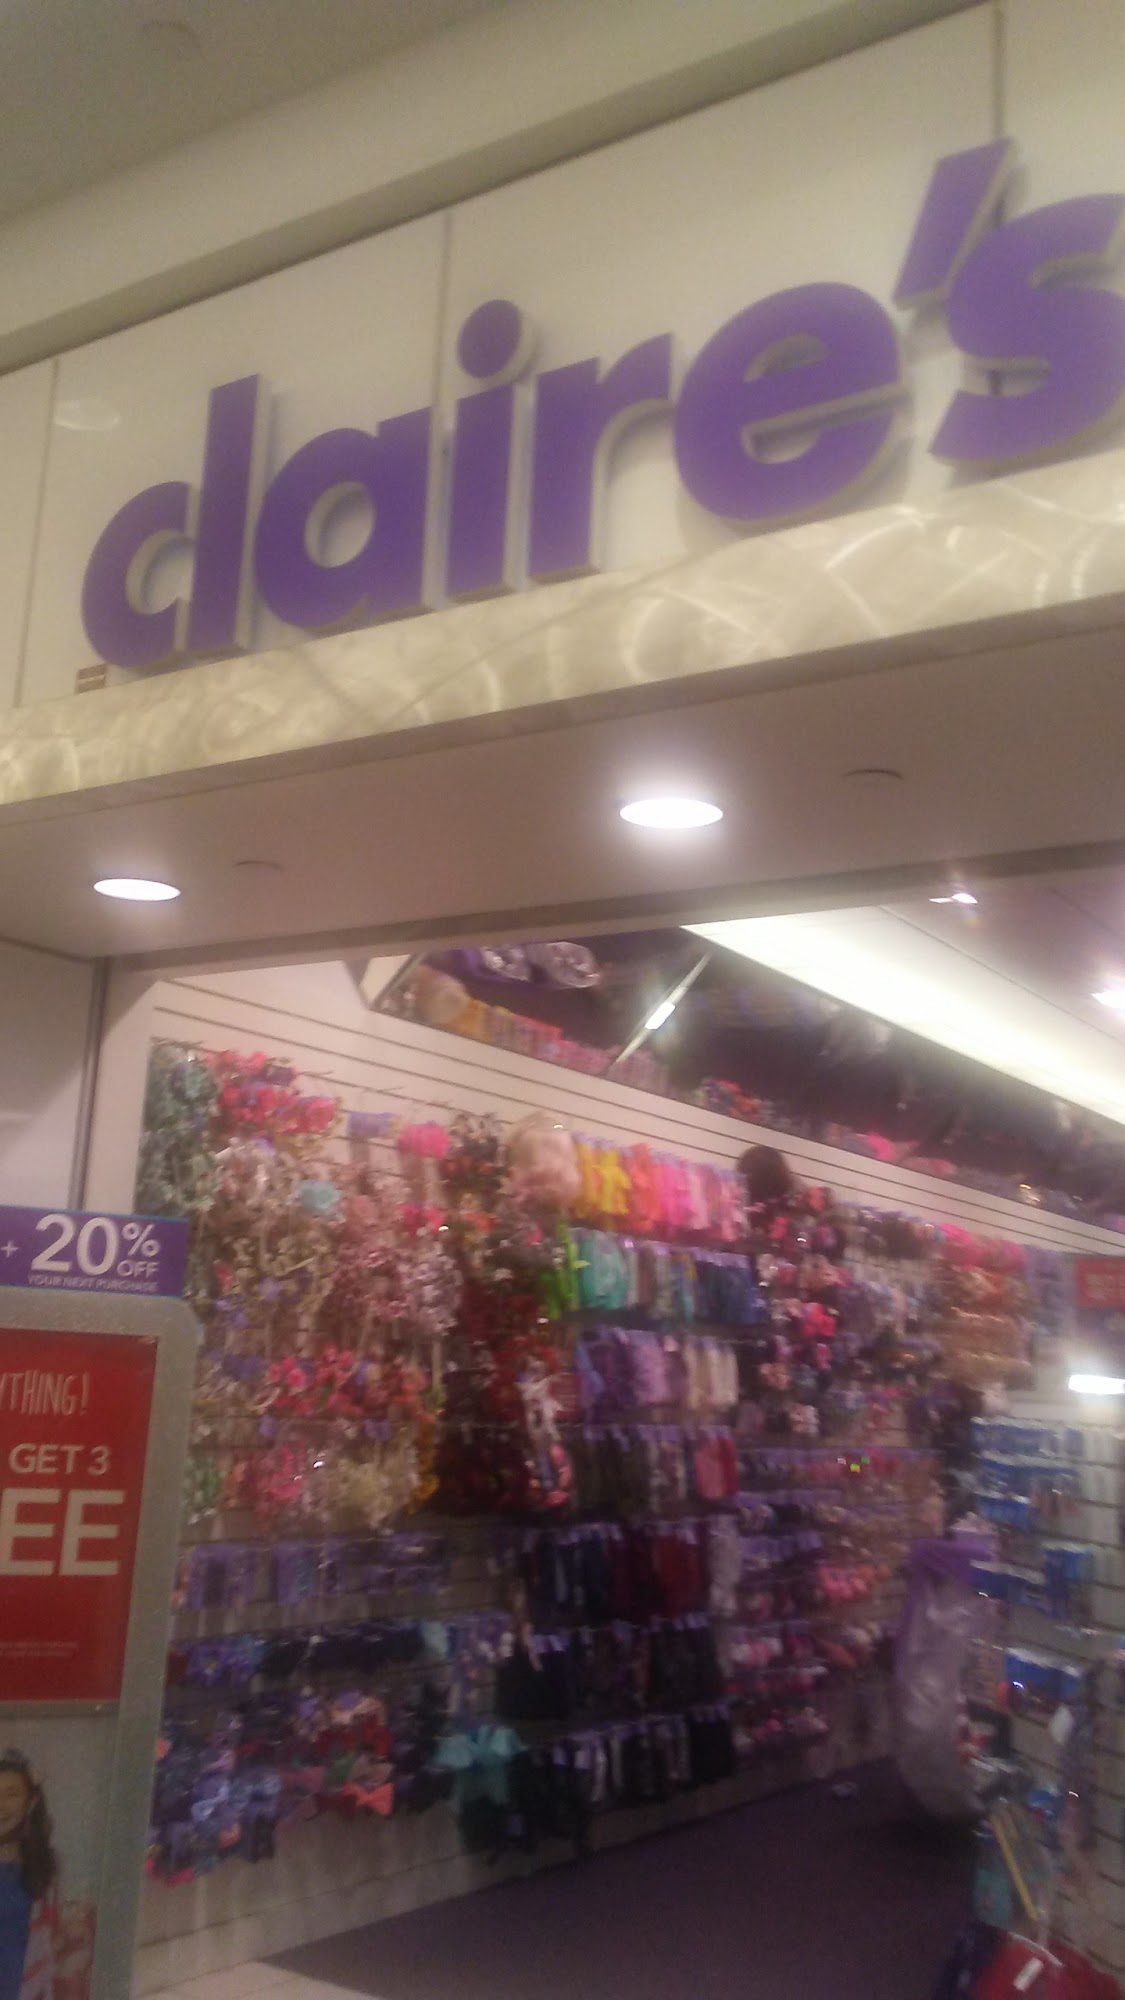 claire's
+ 20% OFF
YOUR NEXT PURCHASE
YTHING!
GET 3
EE